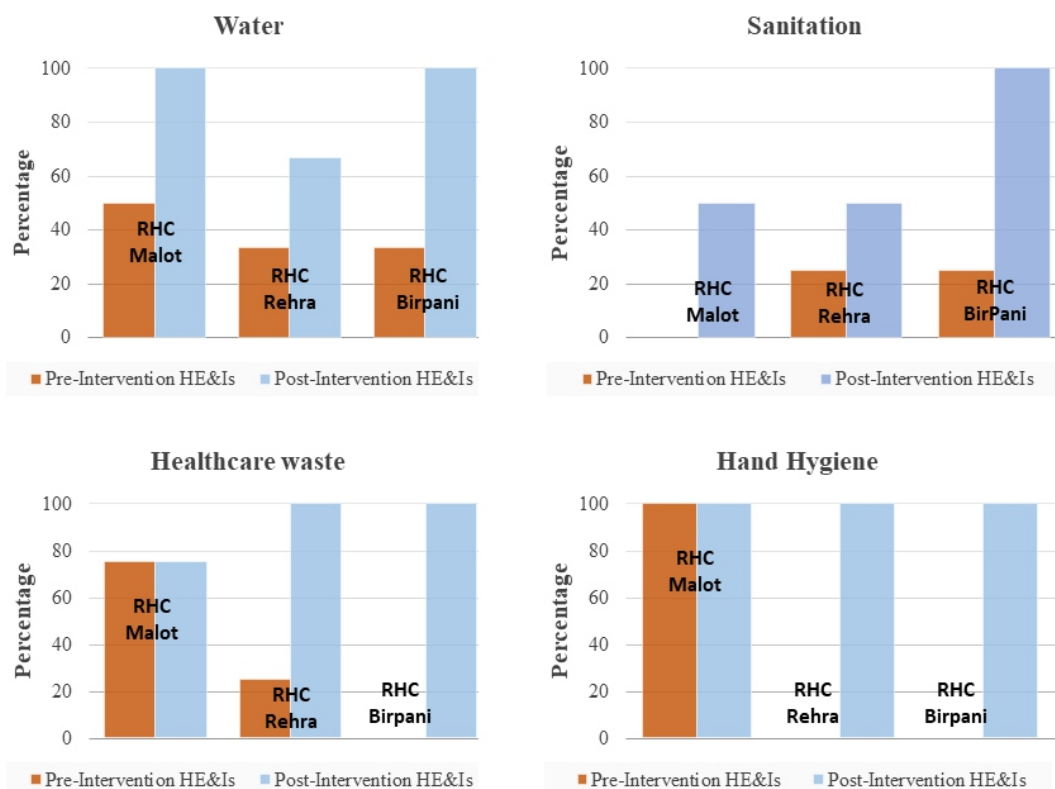 Water
Percentage
100
80
60
40
20
0
RHC
Malot
RHC
Rehra
RHC
Birpani
Pre-Intervention HE&Is Post-Intervention HE&Is
Sanitation
Percentage
100
80
60
40
20
0
RHC
Malot
RHC
Rehra
RHC
BirPani
Pre-Intervention HE&Is Post-Intervention HE&Is
Healthcare waste
Percentage
100
80
60
40
20
0
RHC
Malot
RHC
Rehra
RHC
Birpani
Pre-Intervention HE&Is Post-Intervention HE&Is
Hand Hygiene
Percentage
100
80
60
40
20
0
RHC
Malot
RHC
Rehra
RHC
Birpani
Pre-Intervention HE&Is Post-Intervention HE&Is